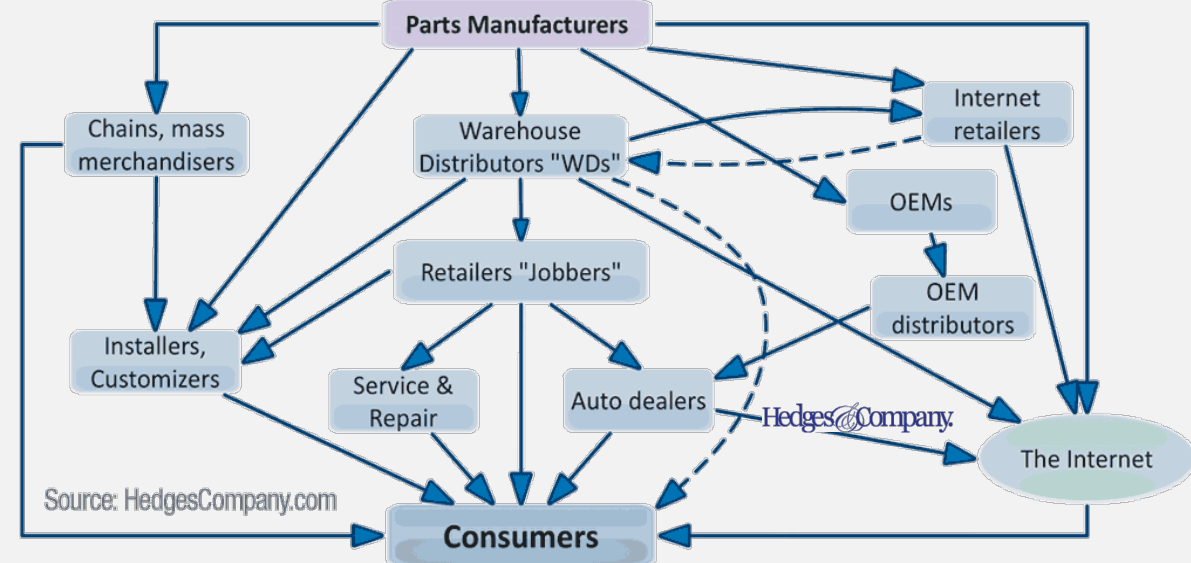 Parts Manufacturers
Chains, mass
merchandisers
Warehouse
Distributors "WDs"
Internet
retailers
OEMs
Retailers "Jobbers"
OEM
distributors
Installers,
Customizers
Service &
Repair
Auto dealers
Hedges&Company.
The Internet
Source: HedgesCompany.com
Consumers